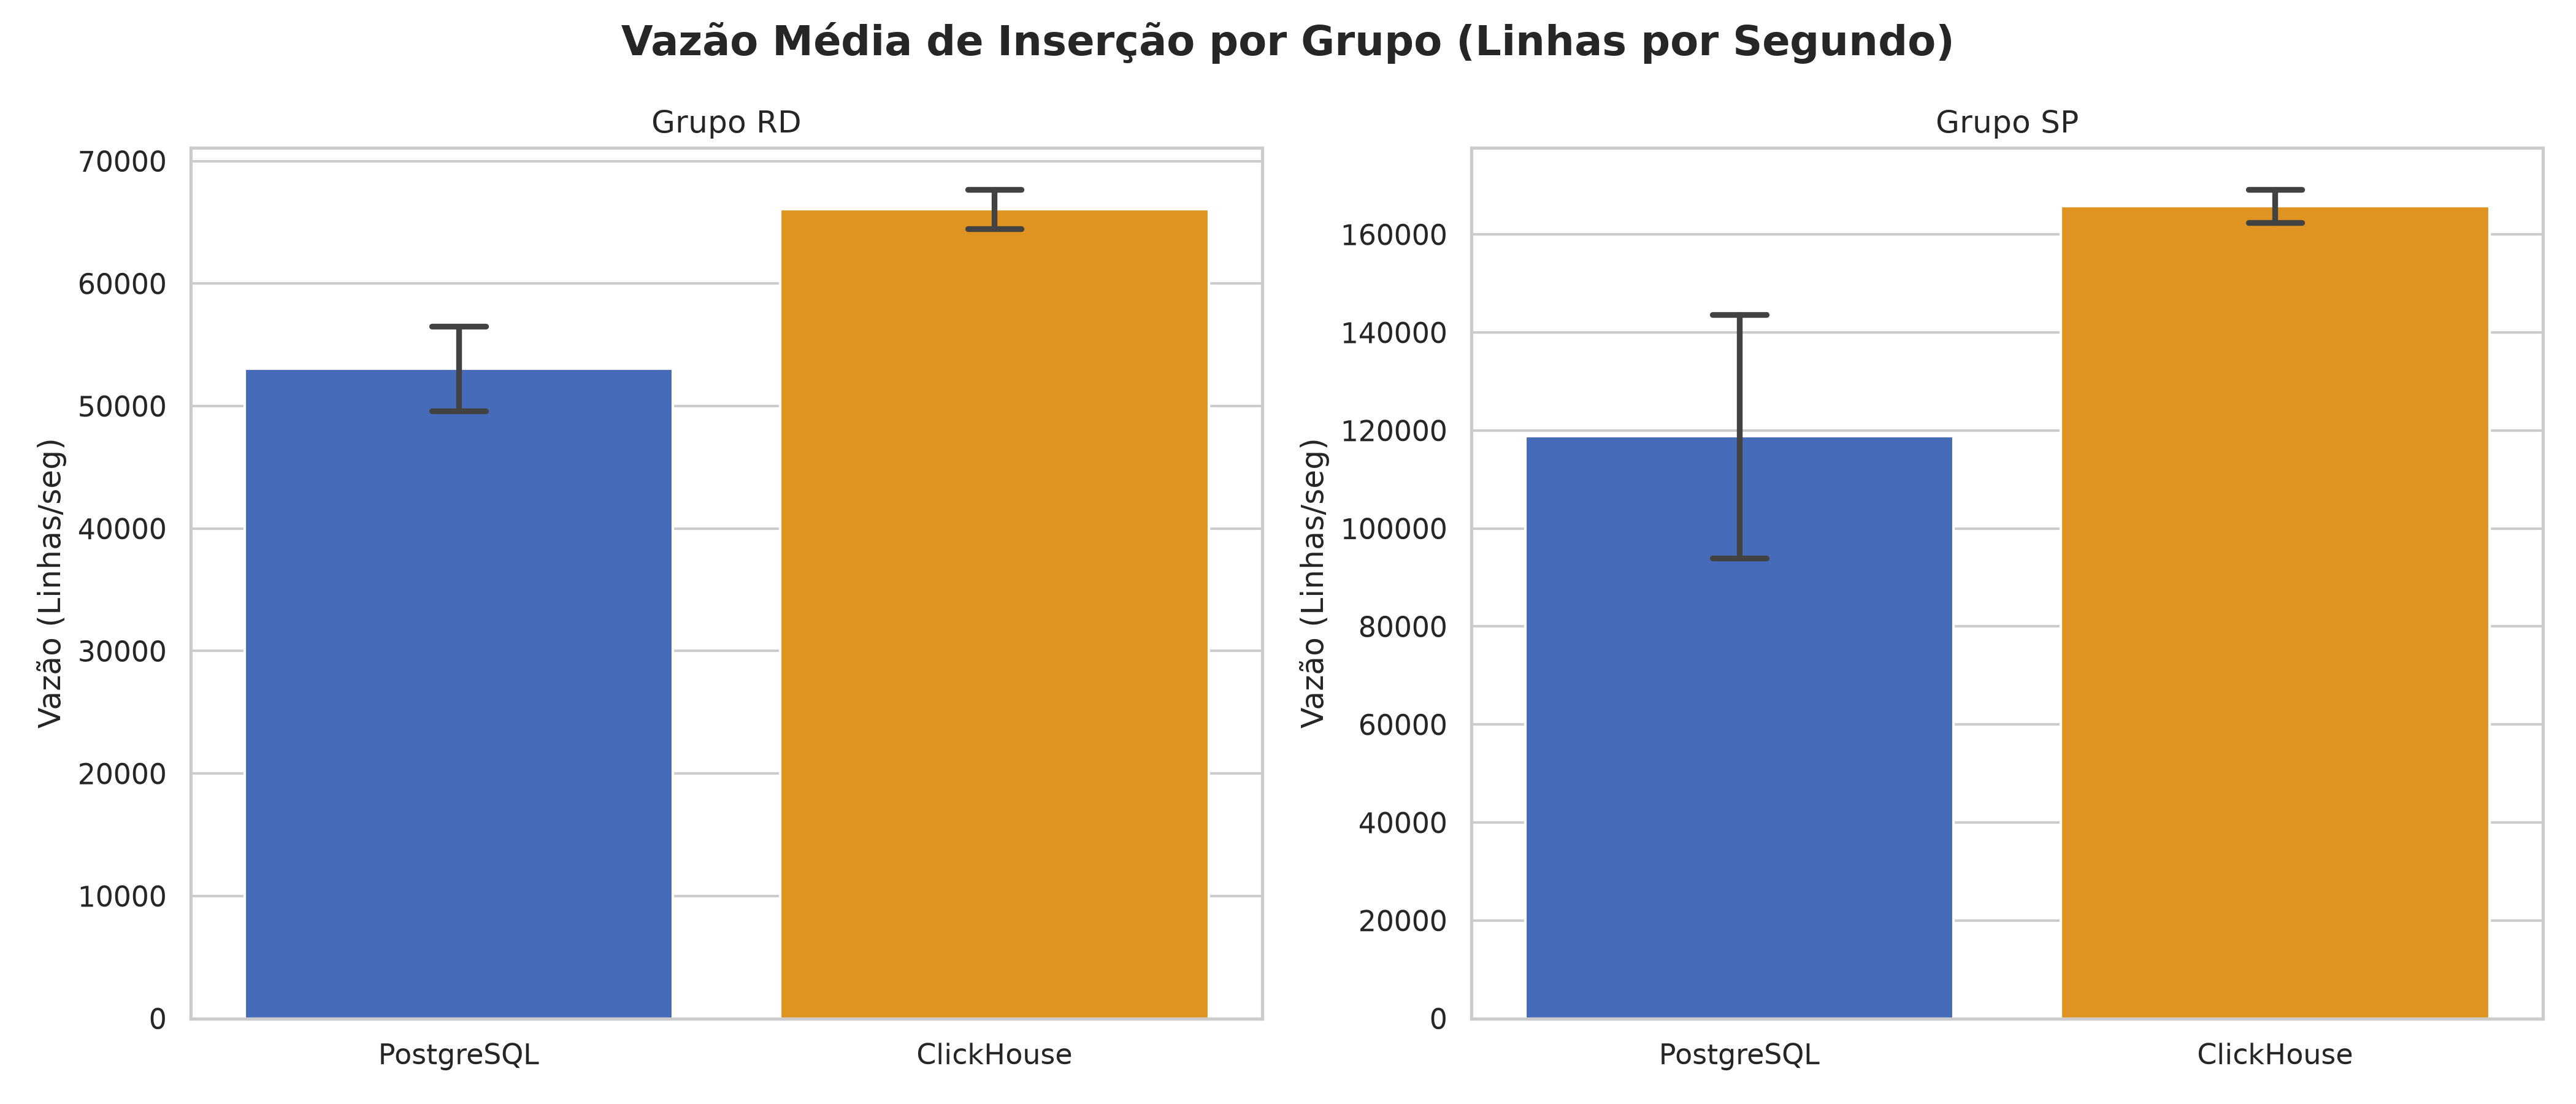 Vazão Média de Inserção por Grupo (Linhas por Segundo)
Grupo RD
Vazão (Linhas/seg)
70000
60000
50000
40000
30000
20000
10000
0
PostgreSQL
ClickHouse
Grupo SP
Vazão (Linhas/seg)
160000
140000
120000
100000
80000
60000
40000
20000
0
PostgreSQL
ClickHouse